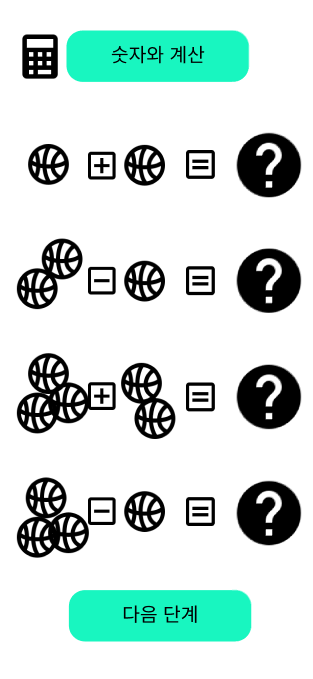 숫자와 계산
+ = ?
- = ?
+ = ?
- = ?
다음 단계